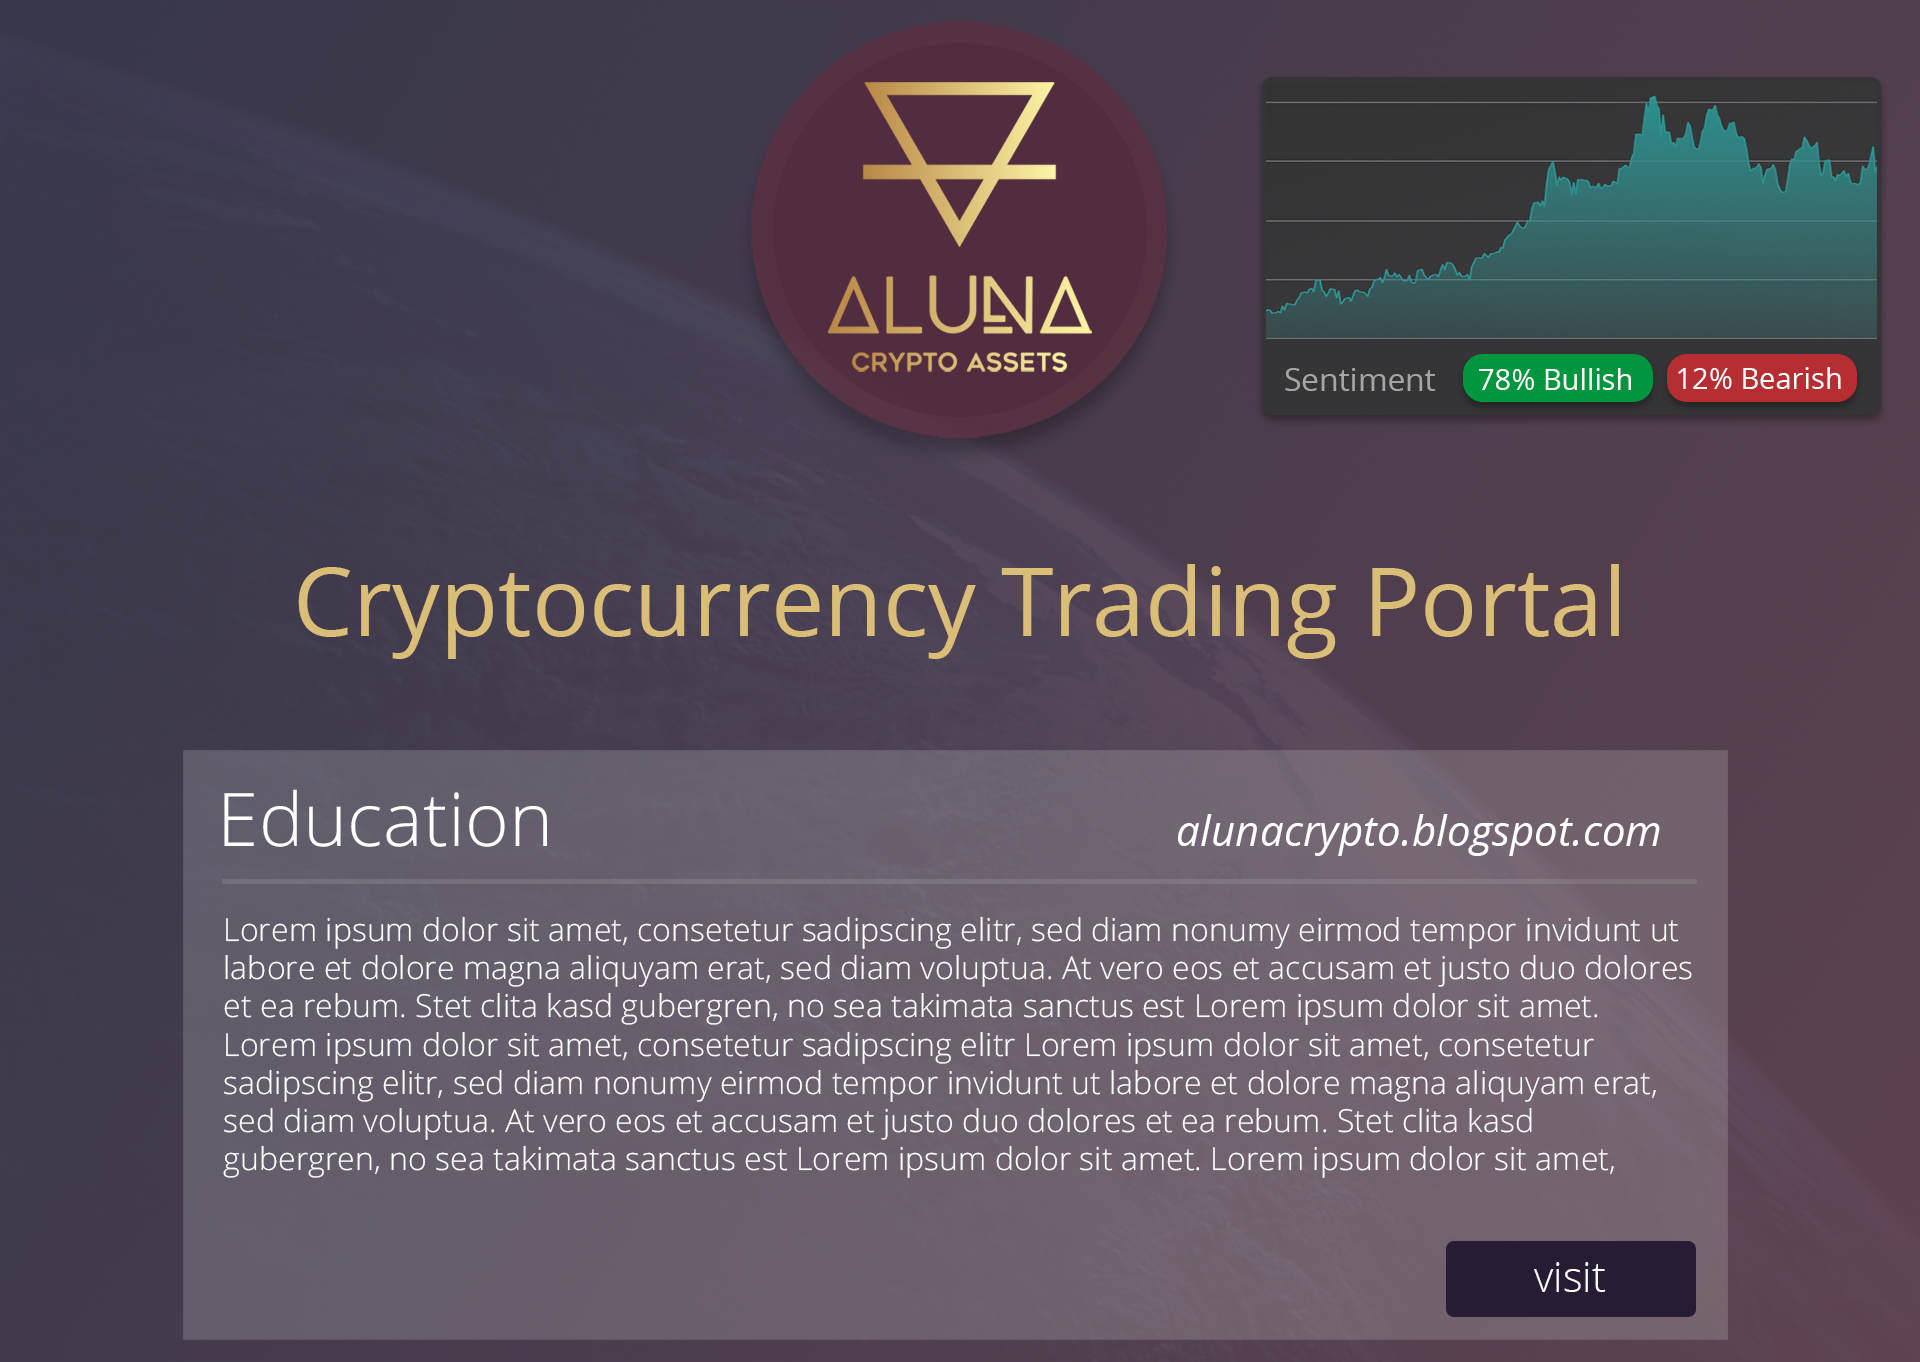 ALUNA
CRYPTO ASSETS
Sentiment 78% Bullish 12% Bearish
Cryptocurrency Trading Portal
Education alunacrypto.blogspot.com
Lorem ipsum dolor sit amet, consetetur sadipscing elitr, sed diam nonumy eirmod tempor invidunt ut
labore et dolore magna aliquyam erat, sed diam voluptua. At vero eos et accusam et justo duo dolores
et ea rebum. Stet clita kasd gubergren, no sea takimata sanctus est Lorem ipsum dolor sit amet.
Lorem ipsum dolor sit amet, consetetur sadipscing elitr Lorem ipsum dolor sit amet, consetetur
sadipscing elitr, sed diam nonumy eirmod tempor invidunt ut labore et dolore magna aliquyam erat,
sed diam voluptua. At vero eos et accusam et justo duo dolores et ea rebum. Stet clita kasd
gubergren, no sea takimata sanctus est Lorem ipsum dolor sit amet. Lorem ipsum dolor sit amet,
visit